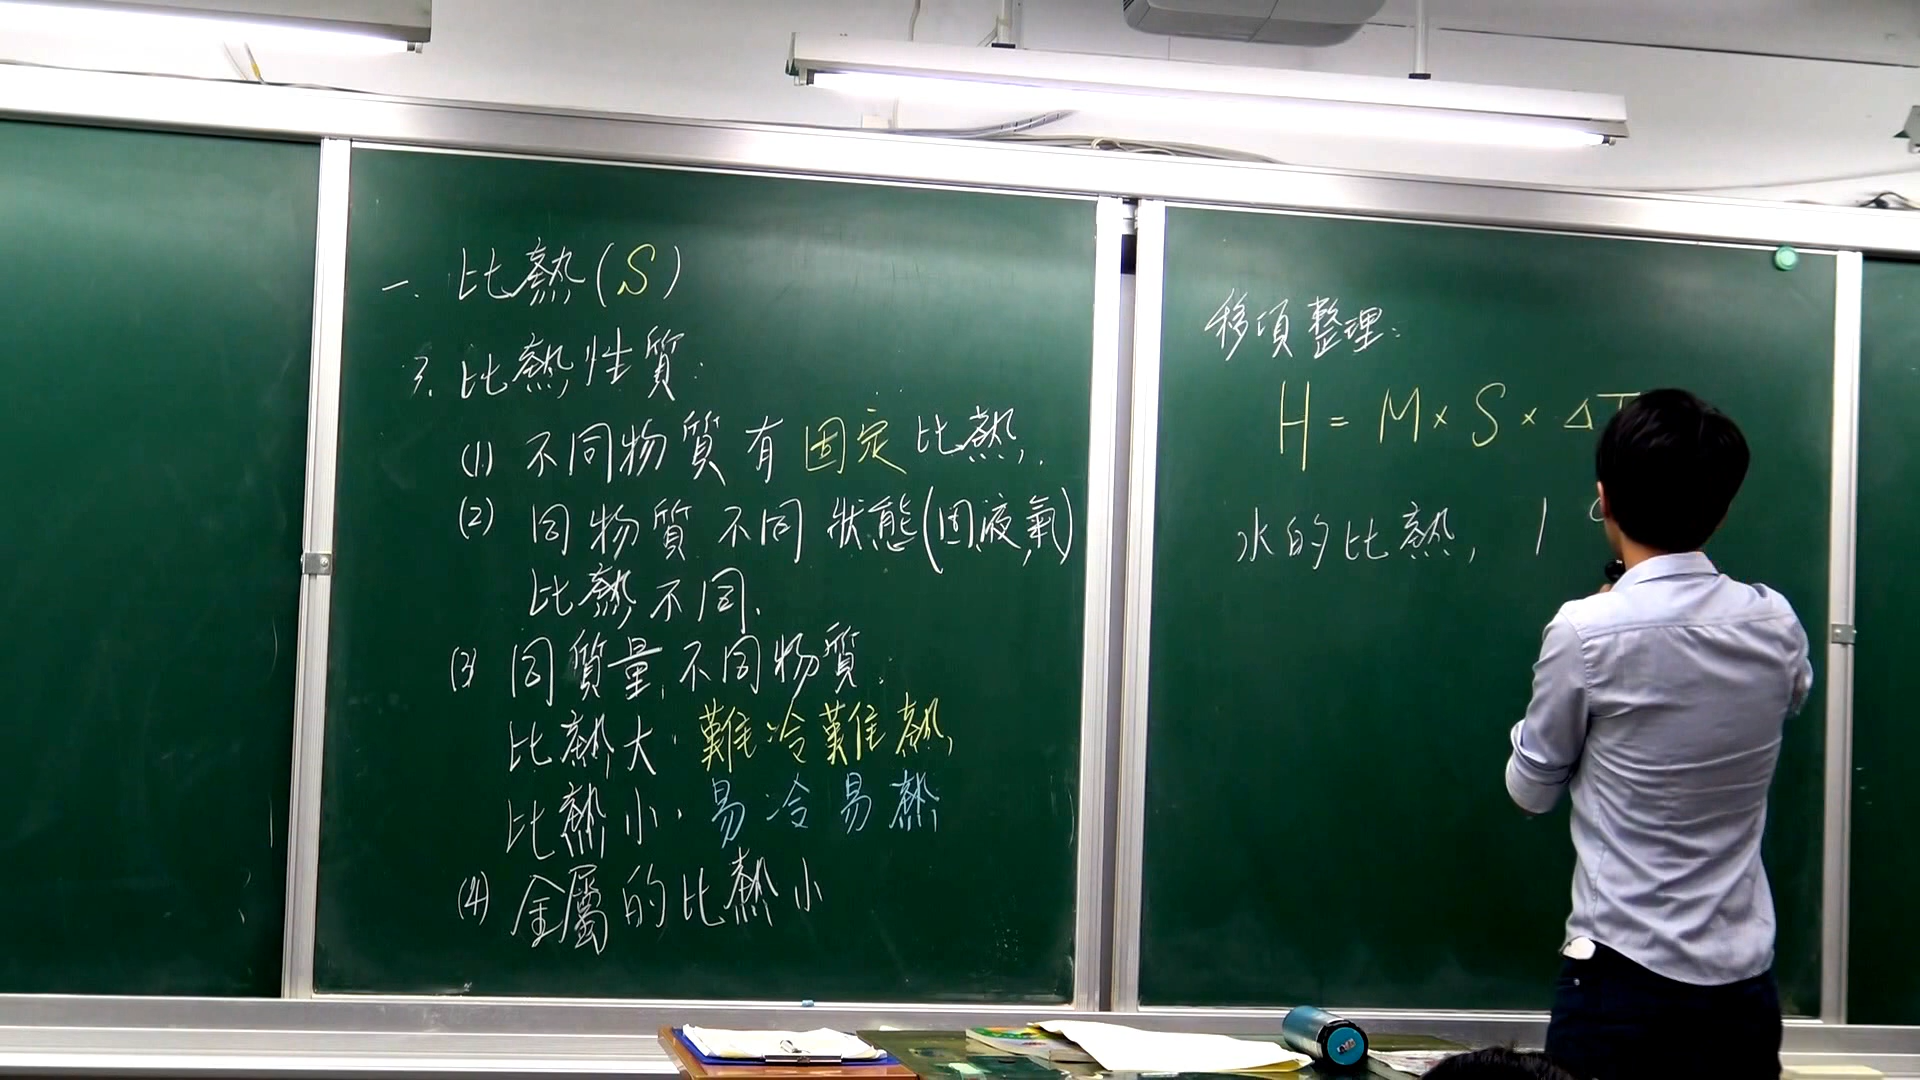 一. 比熱(S)
3. 比熱性質:
(1) 不同物質有固定比熱.
(2) 同物質不同狀態(固,液,氣)
比熱不同.
(3) 同質量,不同物質.
比熱大.難冷難熱,
比熱小.易冷易熱
(4) 金屬的比熱小
移項整理:
H = M × S × ΔT
水的比熱, 1